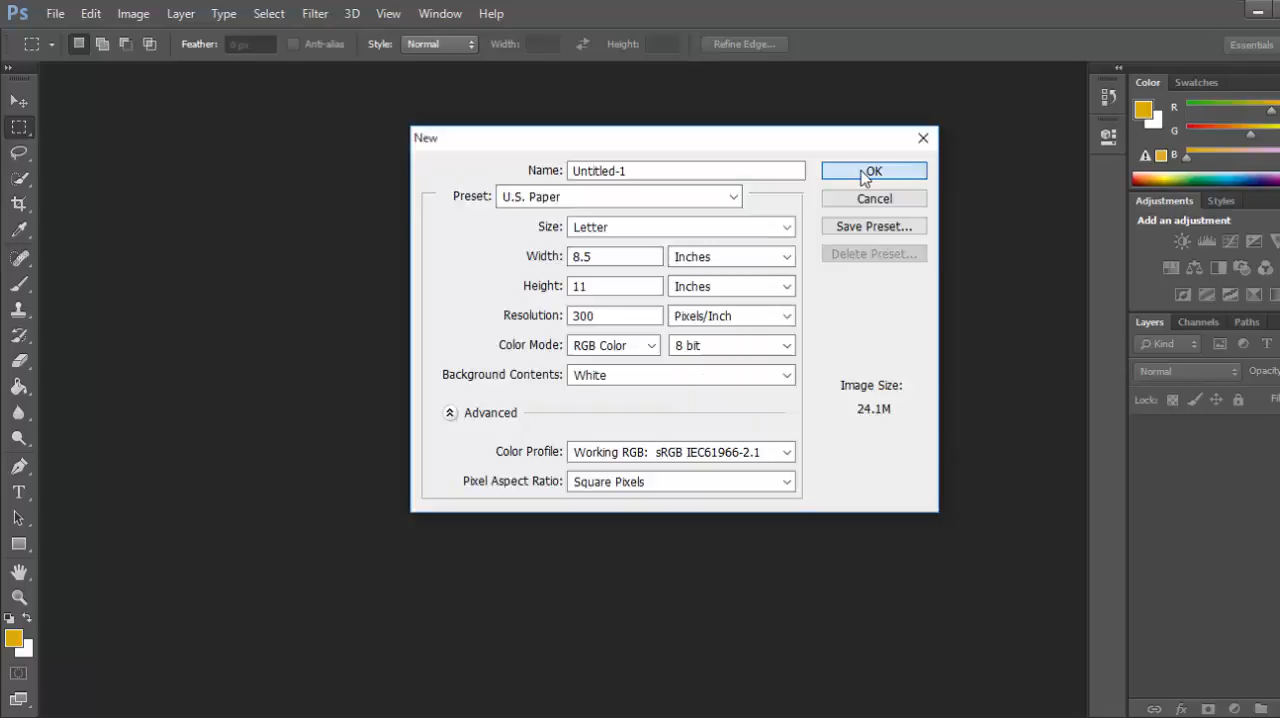 Ps File Edit Image Layer Type Select Filter 3D View Window Help
Feather: 0 px Anti-alias Style: Normal Width: Height: Refine Edge... Essentials
Color Swatches
R
G
B
New
Name: Untitled-1 OK
Preset: U.S. Paper Cancel
Size: Letter Save Preset...
Width: 8.5 Inches Delete Preset...
Height: 11 Inches
Resolution: 300 Pixels/Inch
Color Mode: RGB Color 8 bit
Background Contents: White
Image Size:
24.1M
Advanced
Color Profile: Working RGB: sRGB IEC61966-2.1
Pixel Aspect Ratio: Square Pixels
Adjustments Styles
Add an adjustment
Layers Channels Paths
Kind T
Normal Opacity
Lock:
T
fx